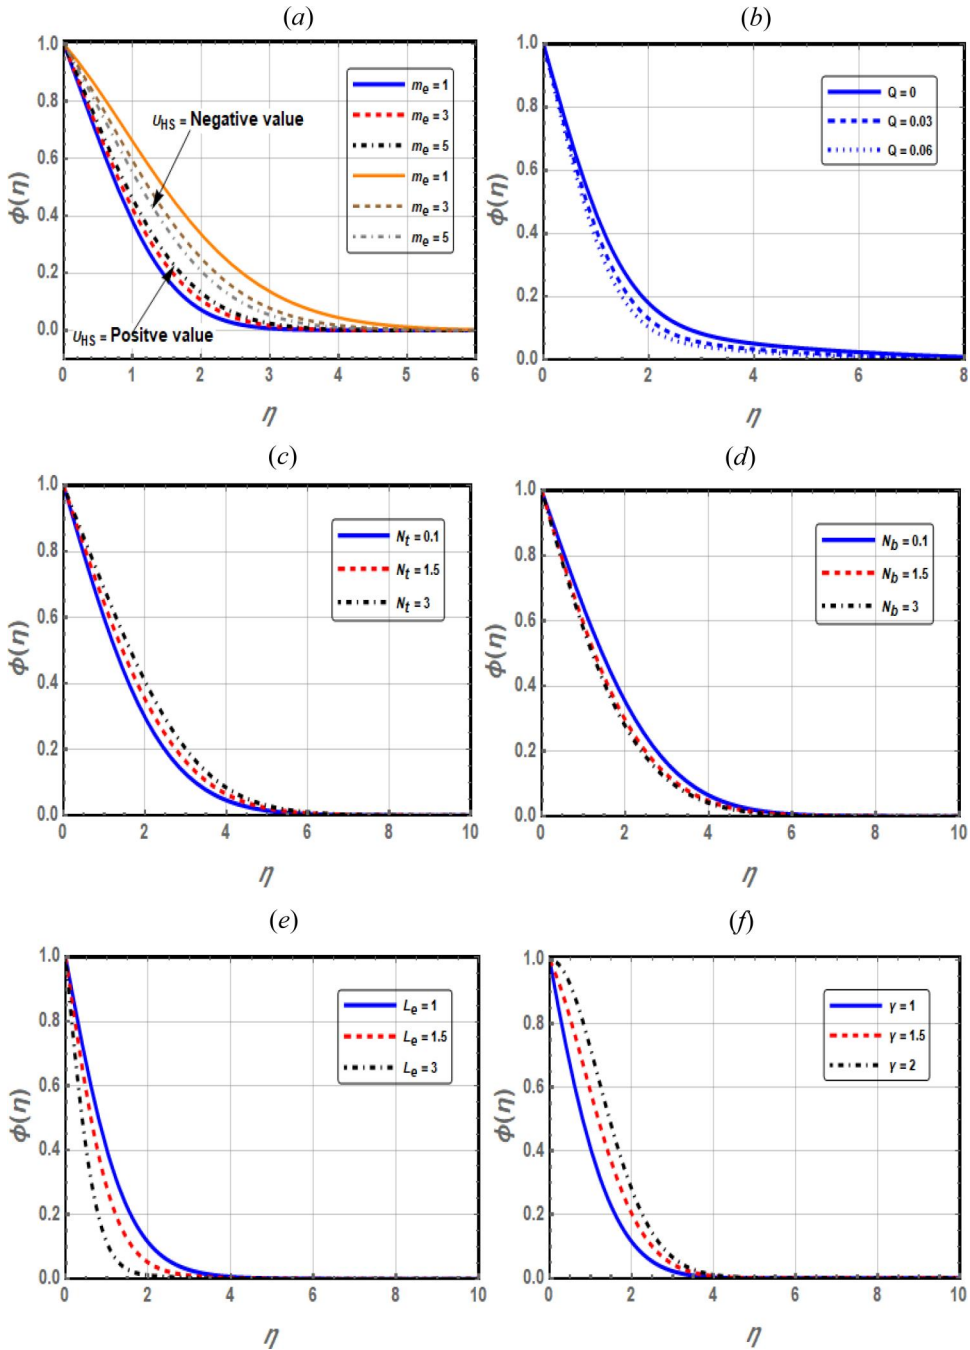 (a)
1.0
0.8
0.6
0.4
0.2
0.0
ϕ(η)
U_HS = Negative value
U_HS = Positve value
m_e = 1
m_e = 3
m_e = 5
m_e = 1
m_e = 3
m_e = 5
0 1 2 3 4 5 6
η
(b)
1.0
0.8
0.6
0.4
0.2
0.0
ϕ(η)
Q = 0
Q = 0.03
Q = 0.06
0 2 4 6 8
η
(c)
1.0
0.8
0.6
0.4
0.2
0.0
ϕ(η)
N_t = 0.1
N_t = 1.5
N_t = 3
0 2 4 6 8 10
η
(d)
1.0
0.8
0.6
0.4
0.2
0.0
ϕ(η)
N_b = 0.1
N_b = 1.5
N_b = 3
0 2 4 6 8 10
η
(e)
1.0
0.8
0.6
0.4
0.2
0.0
ϕ(η)
L_e = 1
L_e = 1.5
L_e = 3
0 2 4 6 8 10
η
(f)
1.0
0.8
0.6
0.4
0.2
0.0
ϕ(η)
γ = 1
γ = 1.5
γ = 2
0 2 4 6 8 10
η